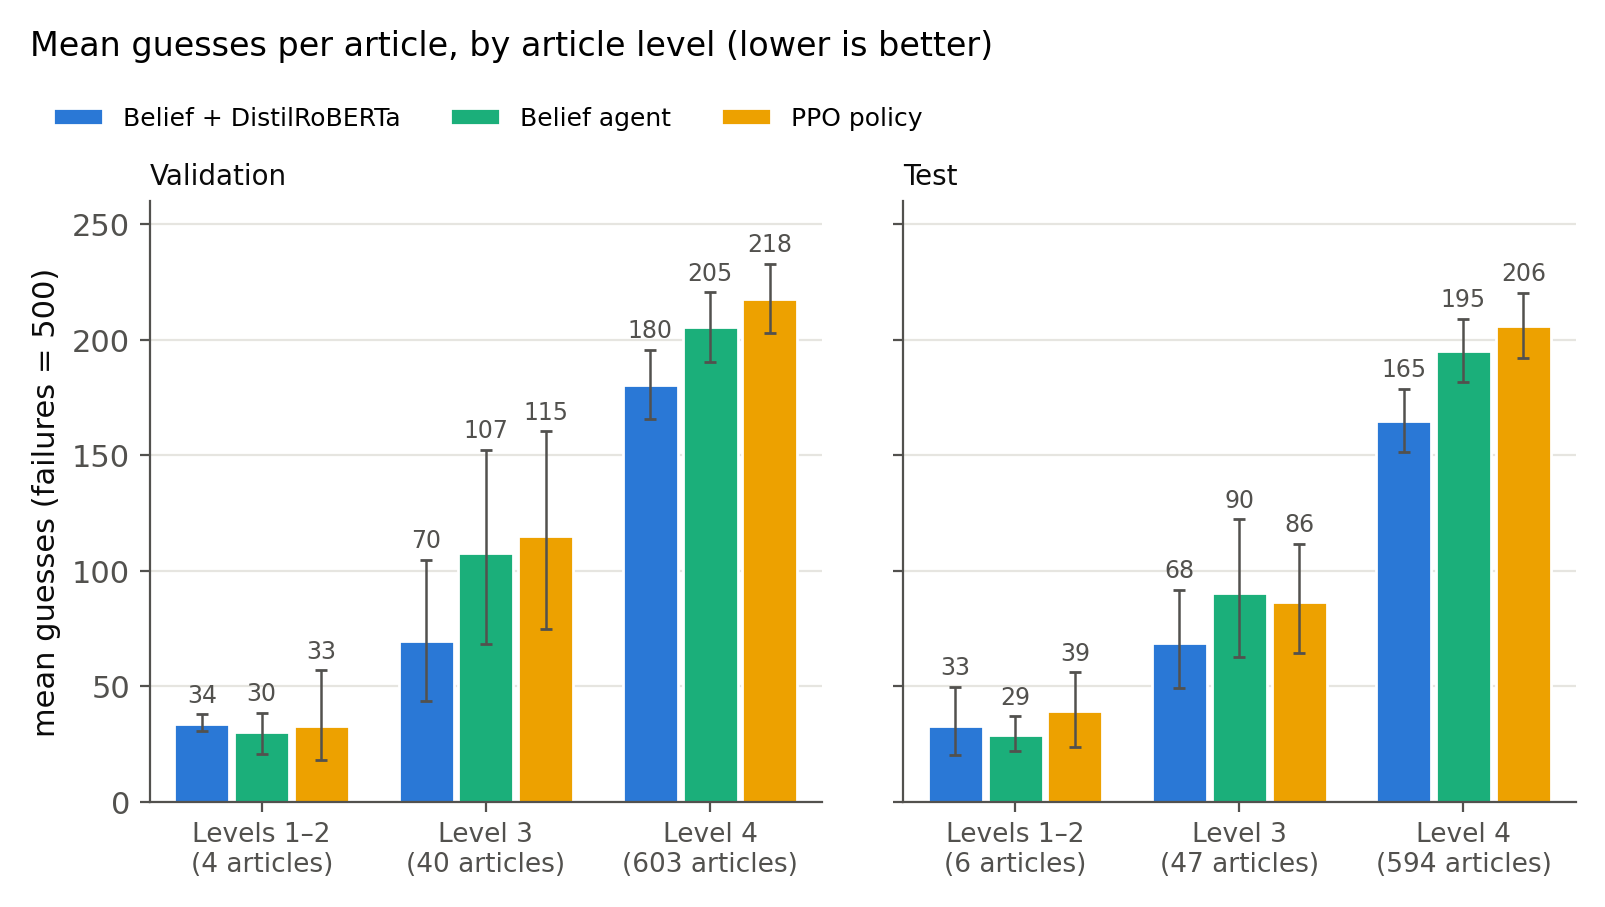 Mean guesses per article, by article level (lower is better)
Belief + DistilRoBERTa Belief agent PPO policy
Validation
mean guesses (failures = 500)
250
200
150
100
50
0
34 30 33
70 107 115
180 205 218
Levels 1–2 Level 3 Level 4
(4 articles) (40 articles) (603 articles)
Test
33 29 39
68 90 86
165 195 206
Levels 1–2 Level 3 Level 4
(6 articles) (47 articles) (594 articles)